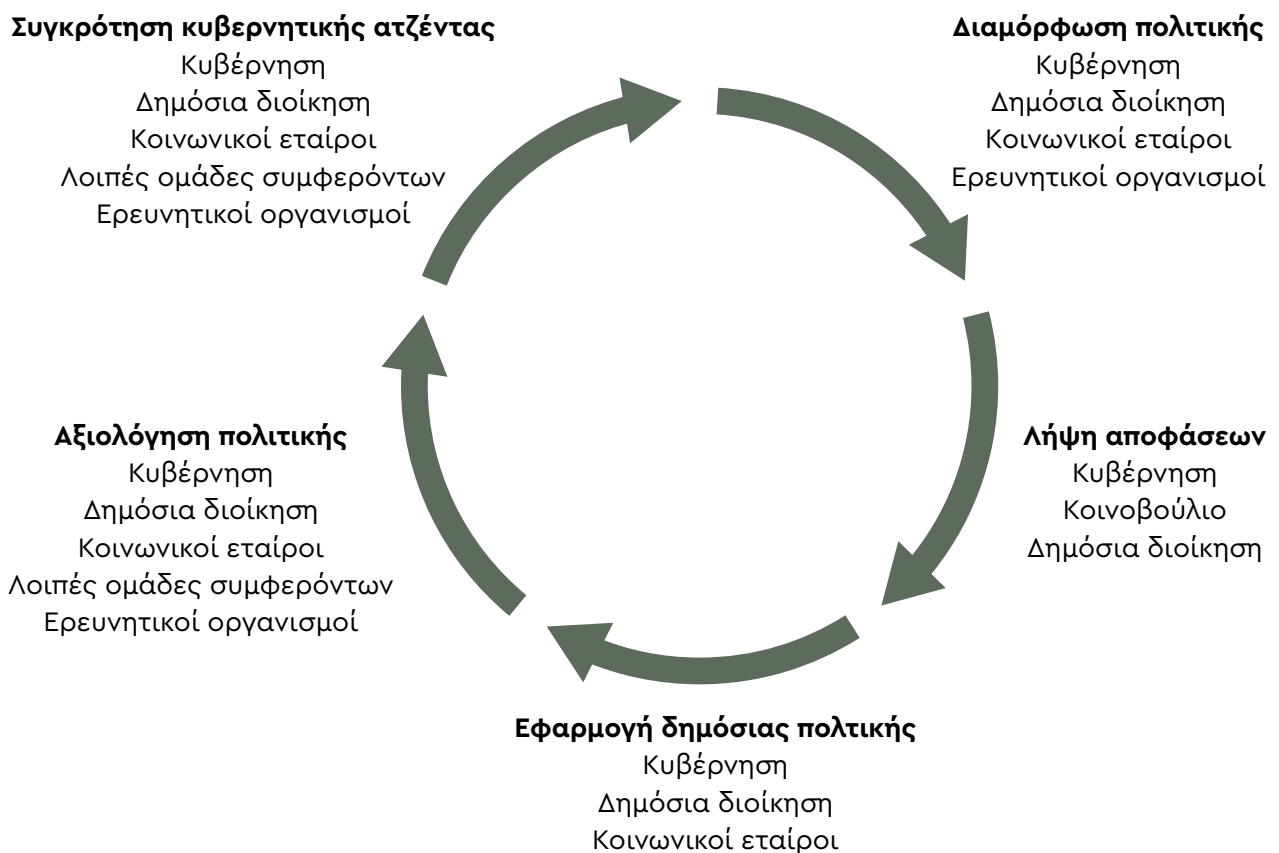 Συγκρότηση κυβερνητικής ατζέντας
Κυβέρνηση
Δημόσια διοίκηση
Κοινωνικοί εταίροι
Λοιπές ομάδες συμφερόντων
Ερευνητικοί οργανισμοί
Διαμόρφωση πολιτικής
Κυβέρνηση
Δημόσια διοίκηση
Κοινωνικοί εταίροι
Ερευνητικοί οργανισμοί
Λήψη αποφάσεων
Κυβέρνηση
Κοινοβούλιο
Δημόσια διοίκηση
Εφαρμογή δημόσιας πολτικής
Κυβέρνηση
Δημόσια διοίκηση
Κοινωνικοί εταίροι
Αξιολόγηση πολιτικής
Κυβέρνηση
Δημόσια διοίκηση
Κοινωνικοί εταίροι
Λοιπές ομάδες συμφερόντων
Ερευνητικοί οργανισμοί